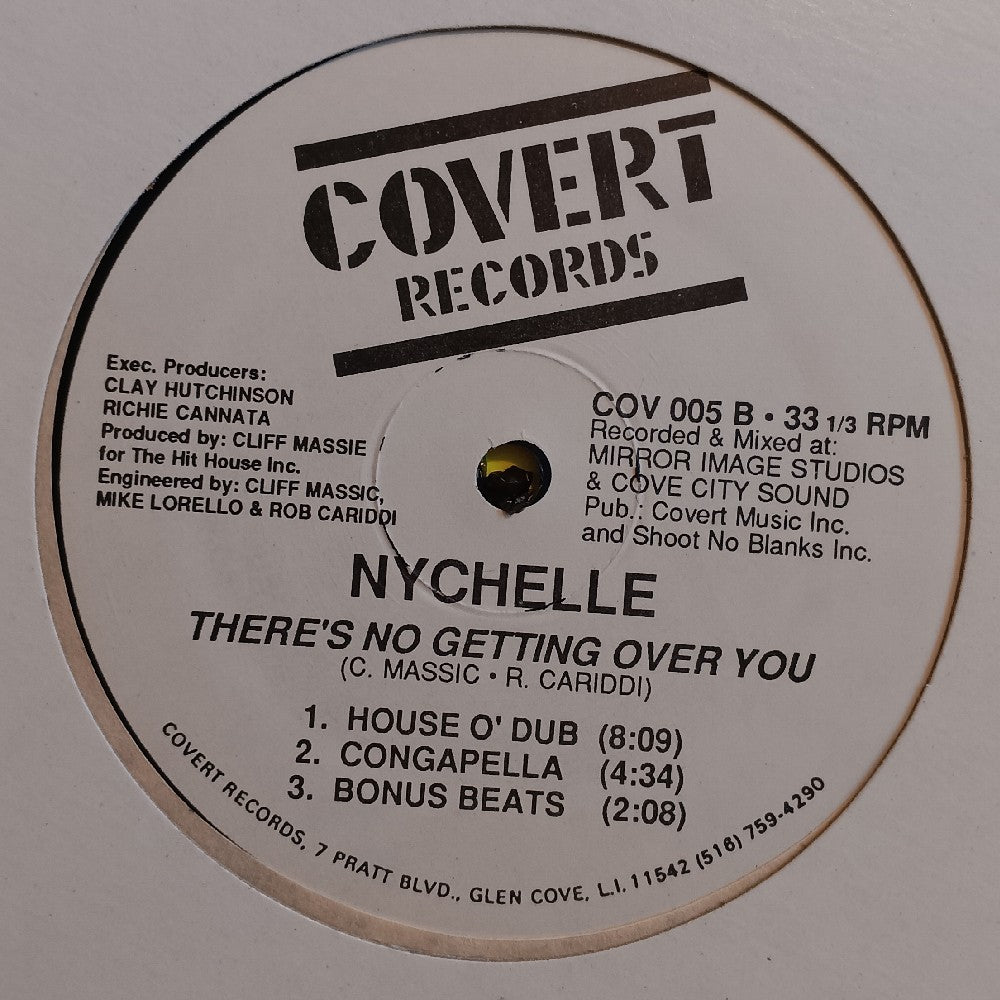 COVERT
RECORDS
Exec. Producers:
CLAY HUTCHINSON
RICHIE CANNATA
Produced by: CLIFF MASSIE
for The Hit House Inc.
Engineered by: CLIFF MASSIC,
MIKE LORELLO & ROB CARIDDI
COV 005 B • 33 1/3 RPM
Recorded & Mixed at:
MIRROR IMAGE STUDIOS
& COVE CITY SOUND
Pub.: Covert Music Inc.
and Shoot No Blanks Inc.
NYCHELLE
THERE'S NO GETTING OVER YOU
(C. MASSIC • R. CARIDDI)
1. HOUSE O' DUB (8:09)
2. CONGAPELLA (4:34)
3. BONUS BEATS (2:08)
COVERT RECORDS, 7 PRATT BLVD., GLEN COVE, L.I. 11542 (516) 759-4290